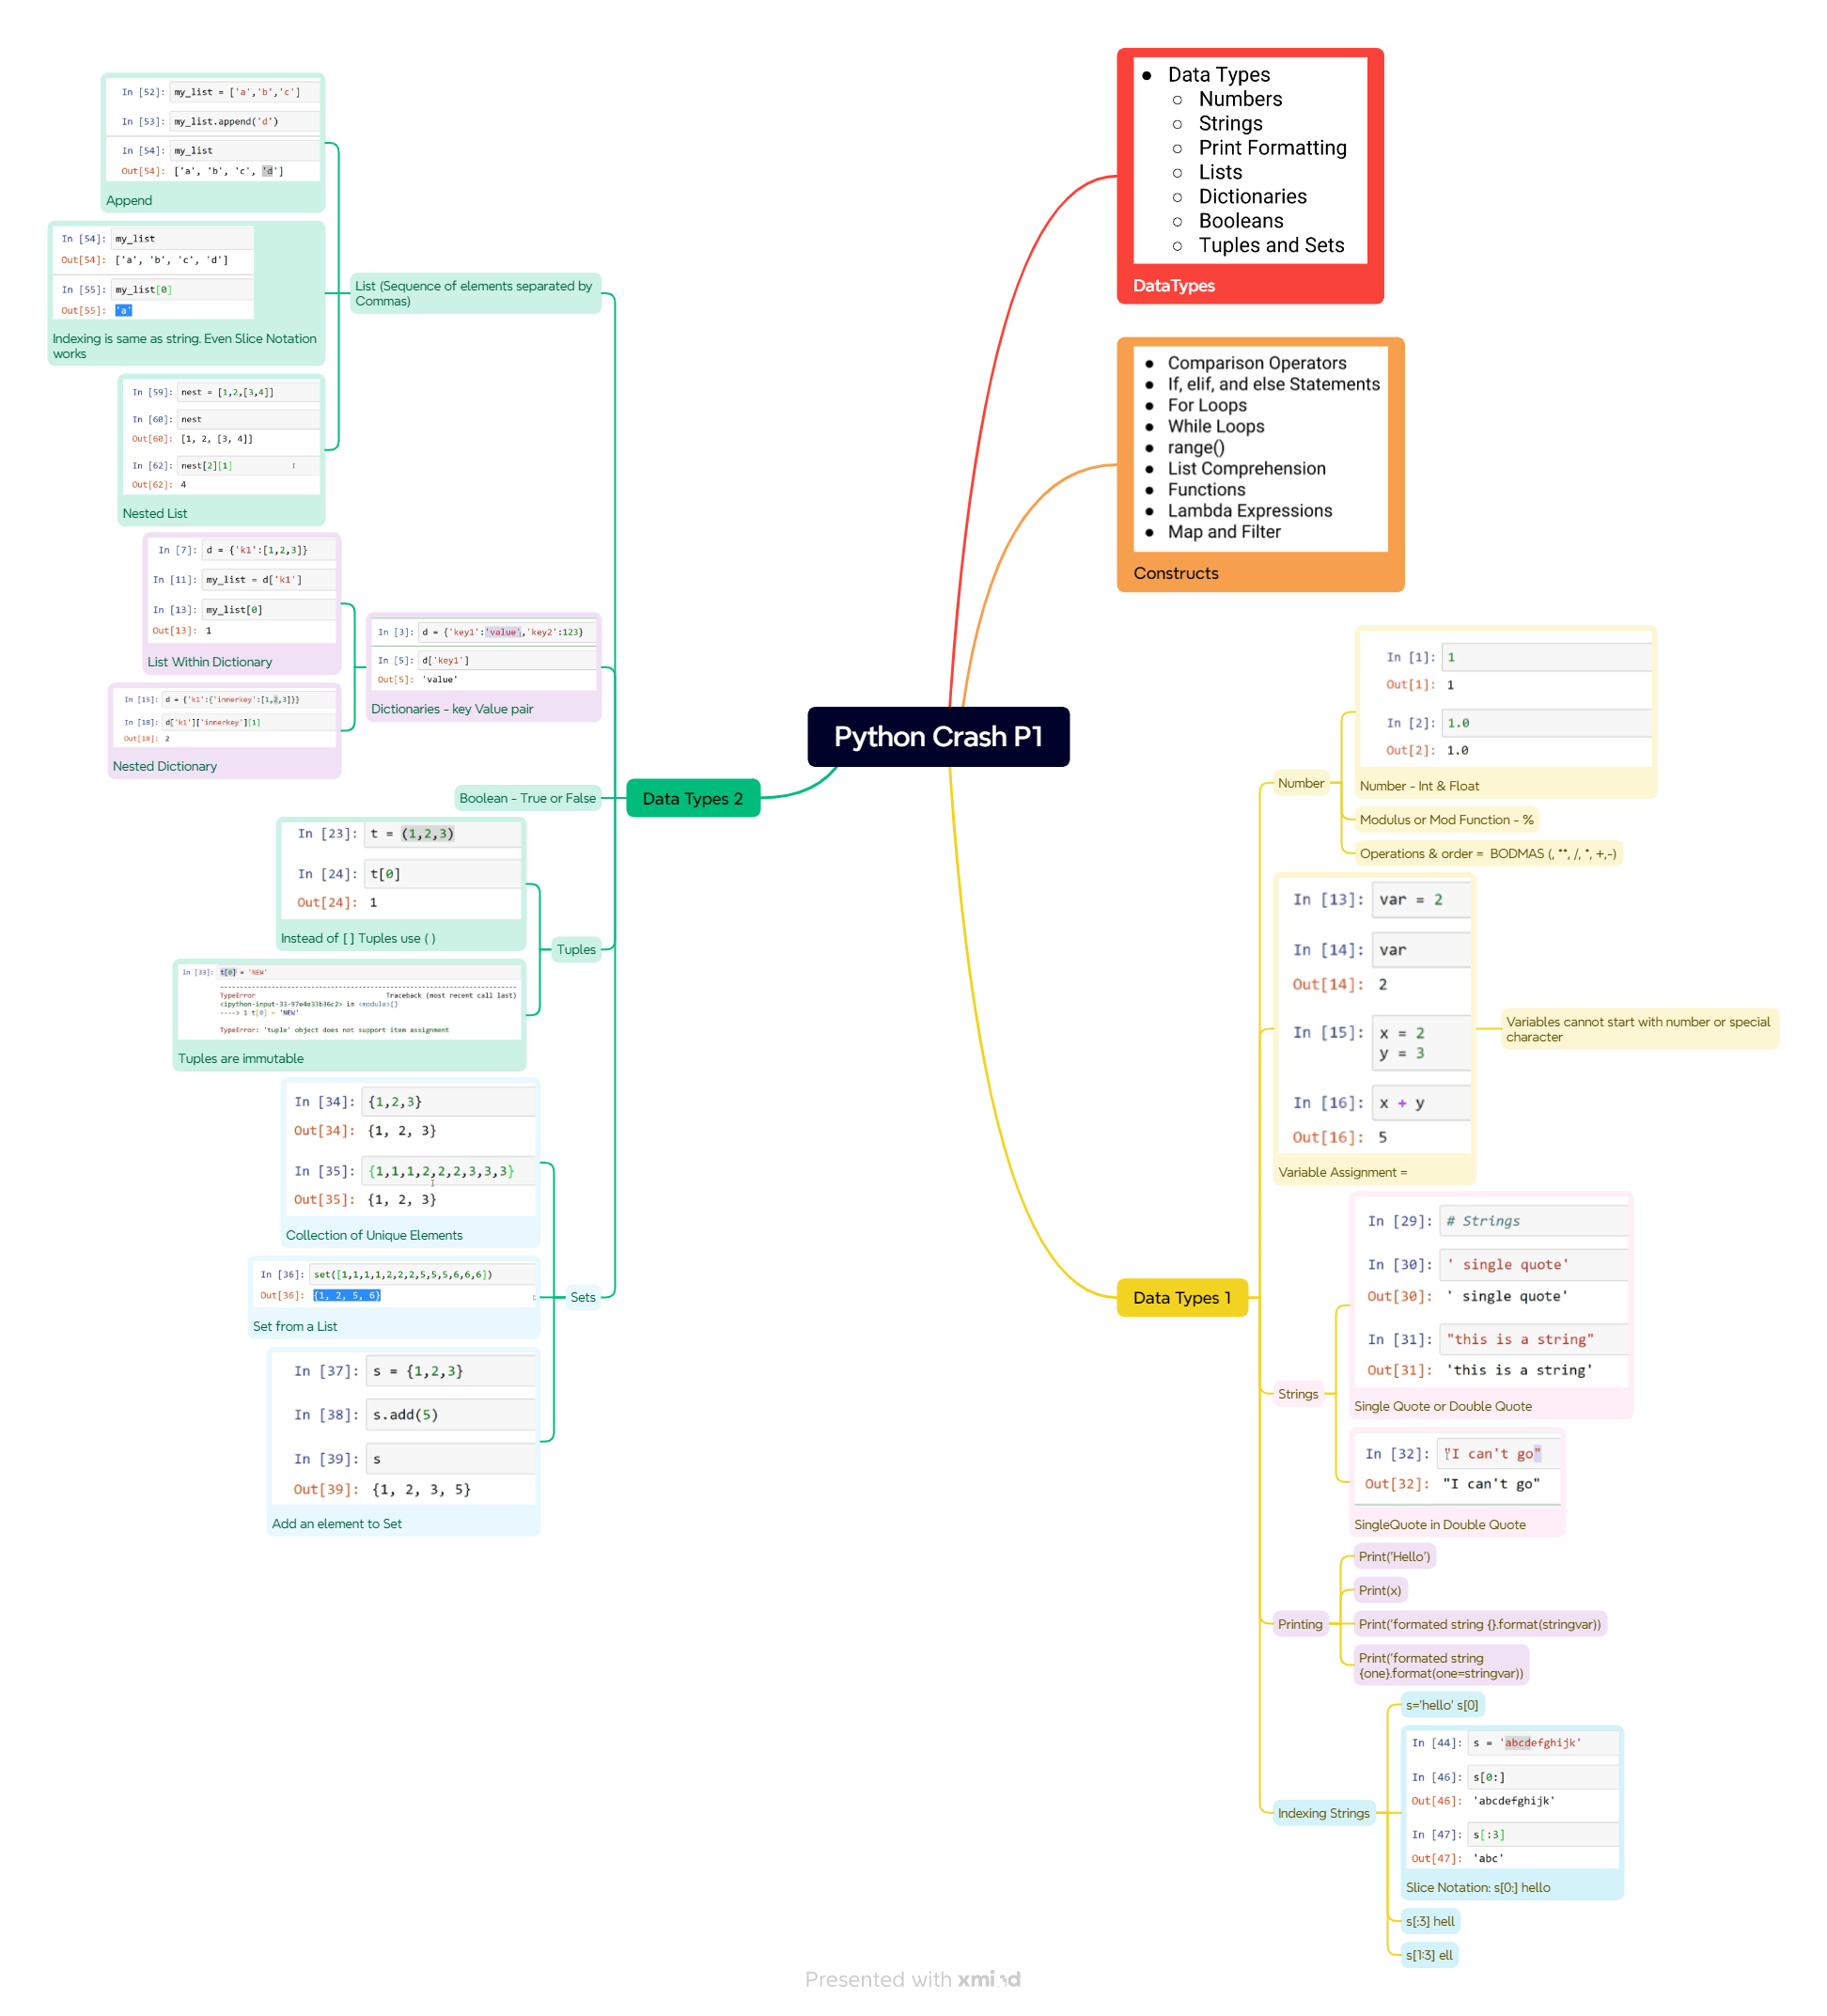 Python Crash P1
● Data Types
○ Numbers
○ Strings
○ Print Formatting
○ Lists
○ Dictionaries
○ Booleans
○ Tuples and Sets
DataTypes
● Comparison Operators
● If, elif, and else Statements
● For Loops
● While Loops
● range()
● List Comprehension
● Functions
● Lambda Expressions
● Map and Filter
Constructs
Data Types 1
Number
In [1]: 1
Out[1]: 1
In [2]: 1.0
Out[2]: 1.0
Number - Int & Float
Modulus or Mod Function - %
Operations & order = BODMAS (, **, /, *, +,-)
In [13]: var = 2
In [14]: var
Out[14]: 2
In [15]: x = 2
y = 3
In [16]: x + y
Out[16]: 5
Variable Assignment =
Variables cannot start with number or special
character
Strings
In [29]: # Strings
In [30]: ' single quote'
Out[30]: ' single quote'
In [31]: "this is a string"
Out[31]: 'this is a string'
Single Quote or Double Quote
In [32]: "I can't go"
Out[32]: "I can't go"
SingleQuote in Double Quote
Printing
Print('Hello')
Print(x)
Print('formated string {}.format(stringvar))
Print('formated string
{one}.format(one=stringvar))
Indexing Strings
s='hello' s[0]
In [44]: s = 'abcdefghijk'
In [46]: s[0:]
Out[46]: 'abcdefghijk'
In [47]: s[:3]
Out[47]: 'abc'
Slice Notation: s[0:] hello
s[:3] hell
s[1:3] ell
Data Types 2
List (Sequence of elements separated by
Commas)
In [52]: my_list = ['a','b','c']
In [53]: my_list.append('d')
In [54]: my_list
Out[54]: ['a', 'b', 'c', 'd']
Append
In [54]: my_list
Out[54]: ['a', 'b', 'c', 'd']
In [55]: my_list[0]
Out[55]: 'a'
Indexing is same as string. Even Slice Notation
works
In [59]: nest = [1,2,[3,4]]
In [60]: nest
Out[60]: [1, 2, [3, 4]]
In [62]: nest[2][1]
Out[62]: 4
Nested List
In [3]: d = {'key1':'value','key2':123}
In [5]: d['key1']
Out[5]: 'value'
Dictionaries - key Value pair
In [7]: d = {'k1':[1,2,3]}
In [11]: my_list = d['k1']
In [13]: my_list[0]
Out[13]: 1
List Within Dictionary
In [15]: d = {'k1':{'innerkey':[1,2,3]}}
In [18]: d['k1']['innerkey'][1]
Out[18]: 2
Nested Dictionary
Boolean - True or False
Tuples
In [23]: t = (1,2,3)
In [24]: t[0]
Out[24]: 1
Instead of [ ] Tuples use ( )
In [33]: t[0] = 'NEW'
---------------------------------------------------------------------------
TypeError Traceback (most recent call last)
<ipython-input-33-97e4e33b36c2> in <module>()
----> 1 t[0] = 'NEW'
TypeError: 'tuple' object does not support item assignment
Tuples are immutable
Sets
In [34]: {1,2,3}
Out[34]: {1, 2, 3}
In [35]: {1,1,1,2,2,2,3,3,3}
Out[35]: {1, 2, 3}
Collection of Unique Elements
In [36]: set([1,1,1,1,2,2,2,5,5,5,6,6,6])
Out[36]: {1, 2, 5, 6}
Set from a List
In [37]: s = {1,2,3}
In [38]: s.add(5)
In [39]: s
Out[39]: {1, 2, 3, 5}
Add an element to Set
Presented with xmind